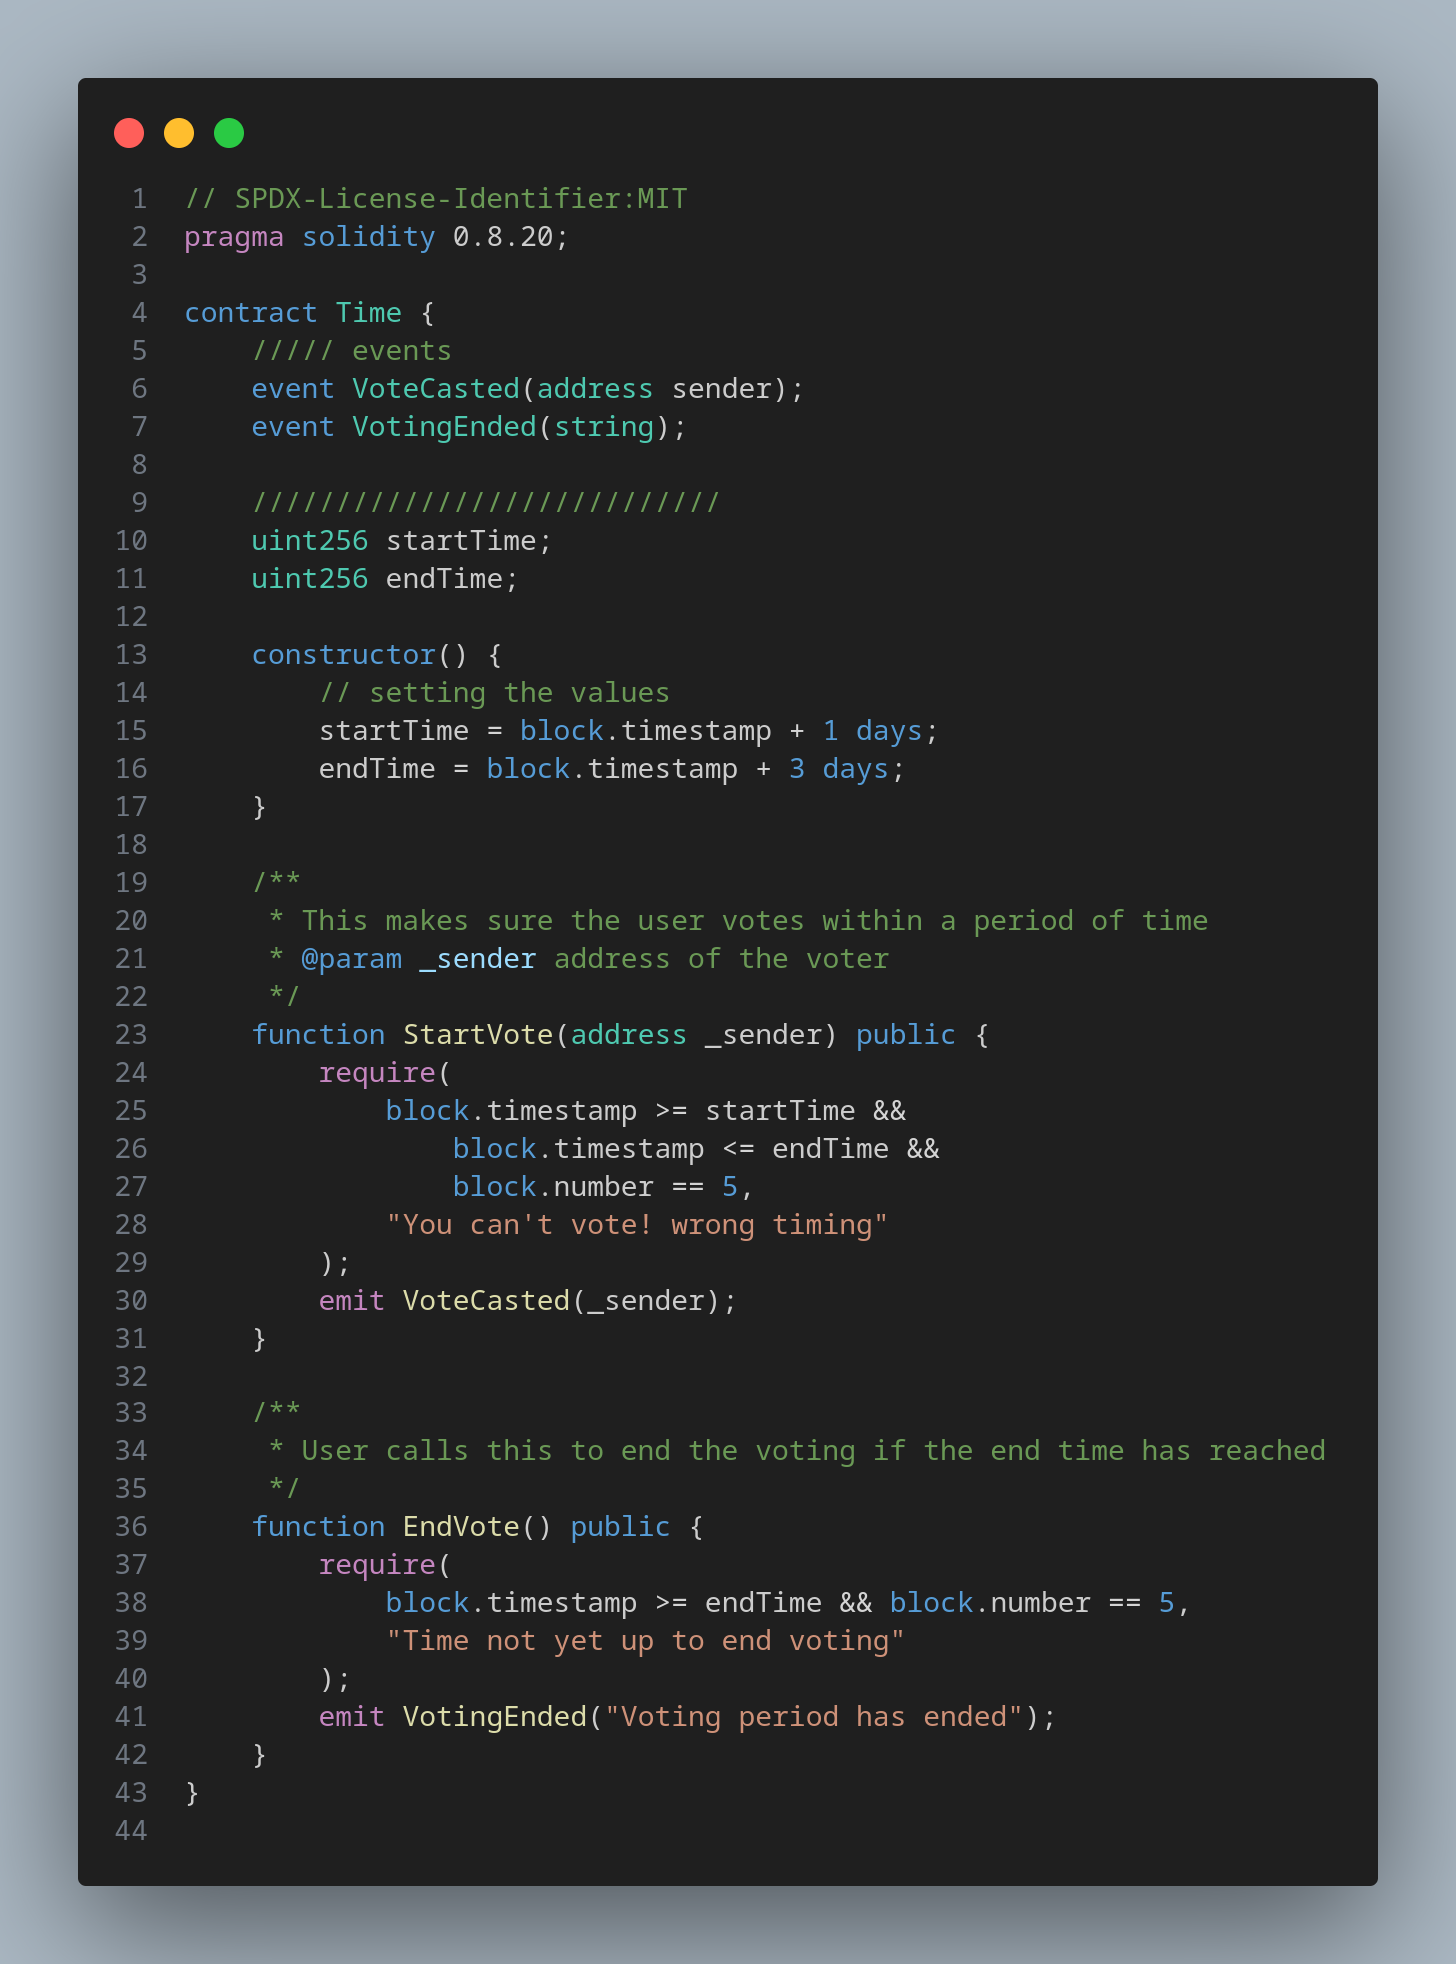 1 // SPDX-License-Identifier:MIT
2 pragma solidity 0.8.20;
3
4 contract Time {
5     ///// events
6     event VoteCasted(address sender);
7     event VotingEnded(string);
8
9     ////////////////////////////
10     uint256 startTime;
11     uint256 endTime;
12
13     constructor() {
14         // setting the values
15         startTime = block.timestamp + 1 days;
16         endTime = block.timestamp + 3 days;
17     }
18
19     /**
20      * This makes sure the user votes within a period of time
21      * @param _sender address of the voter
22      */
23     function StartVote(address _sender) public {
24         require(
25             block.timestamp >= startTime &&
26                 block.timestamp <= endTime &&
27                 block.number == 5,
28             "You can't vote! wrong timing"
29         );
30         emit VoteCasted(_sender);
31     }
32
33     /**
34      * User calls this to end the voting if the end time has reached
35      */
36     function EndVote() public {
37         require(
38             block.timestamp >= endTime && block.number == 5,
39             "Time not yet up to end voting"
40         );
41         emit VotingEnded("Voting period has ended");
42     }
43 }
44